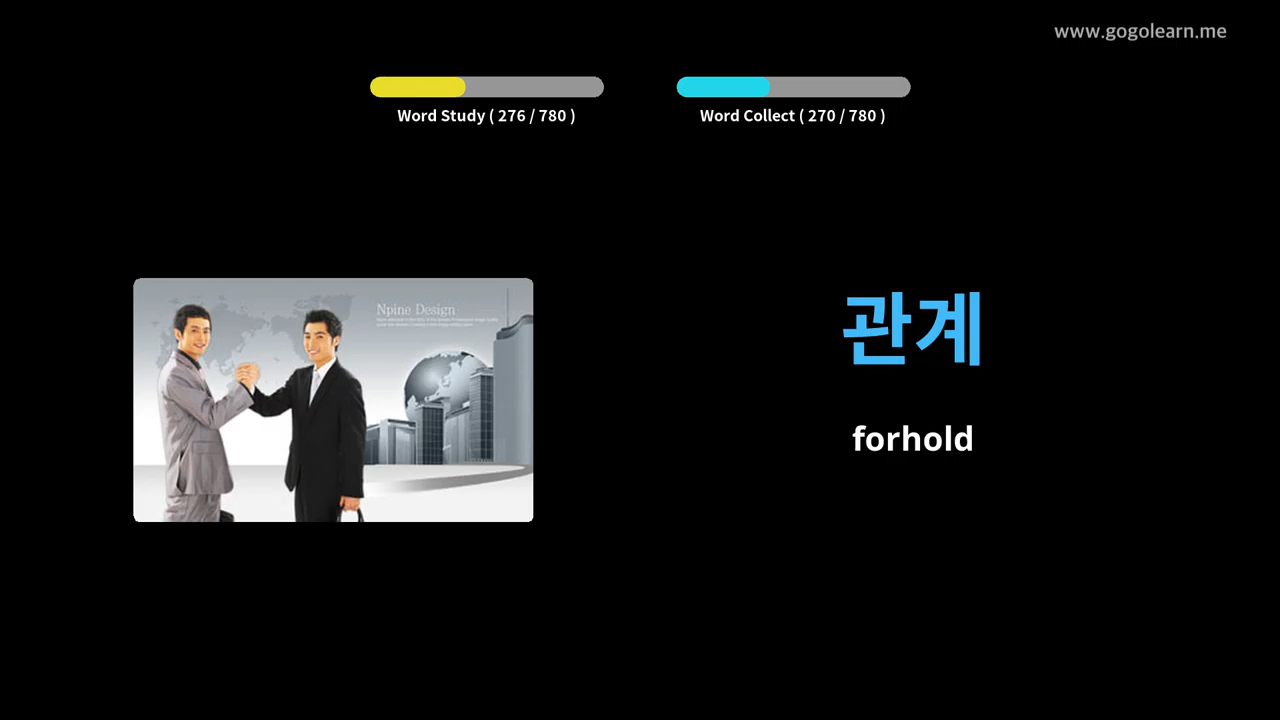 www.gogolearn.me
Word Study ( 276 / 780 )
Word Collect ( 270 / 780 )
Npine Design
관계
forhold